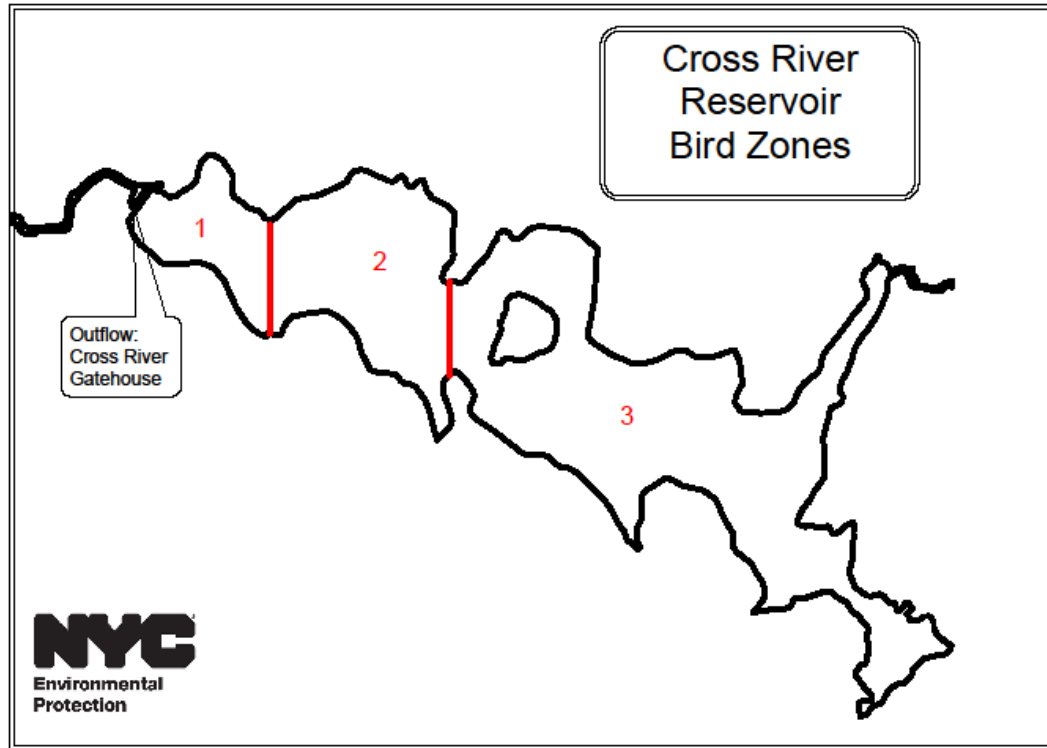 Cross River
Reservoir
Bird Zones
1
2
3
Outflow:
Cross River
Gatehouse
NYC
Environmental
Protection